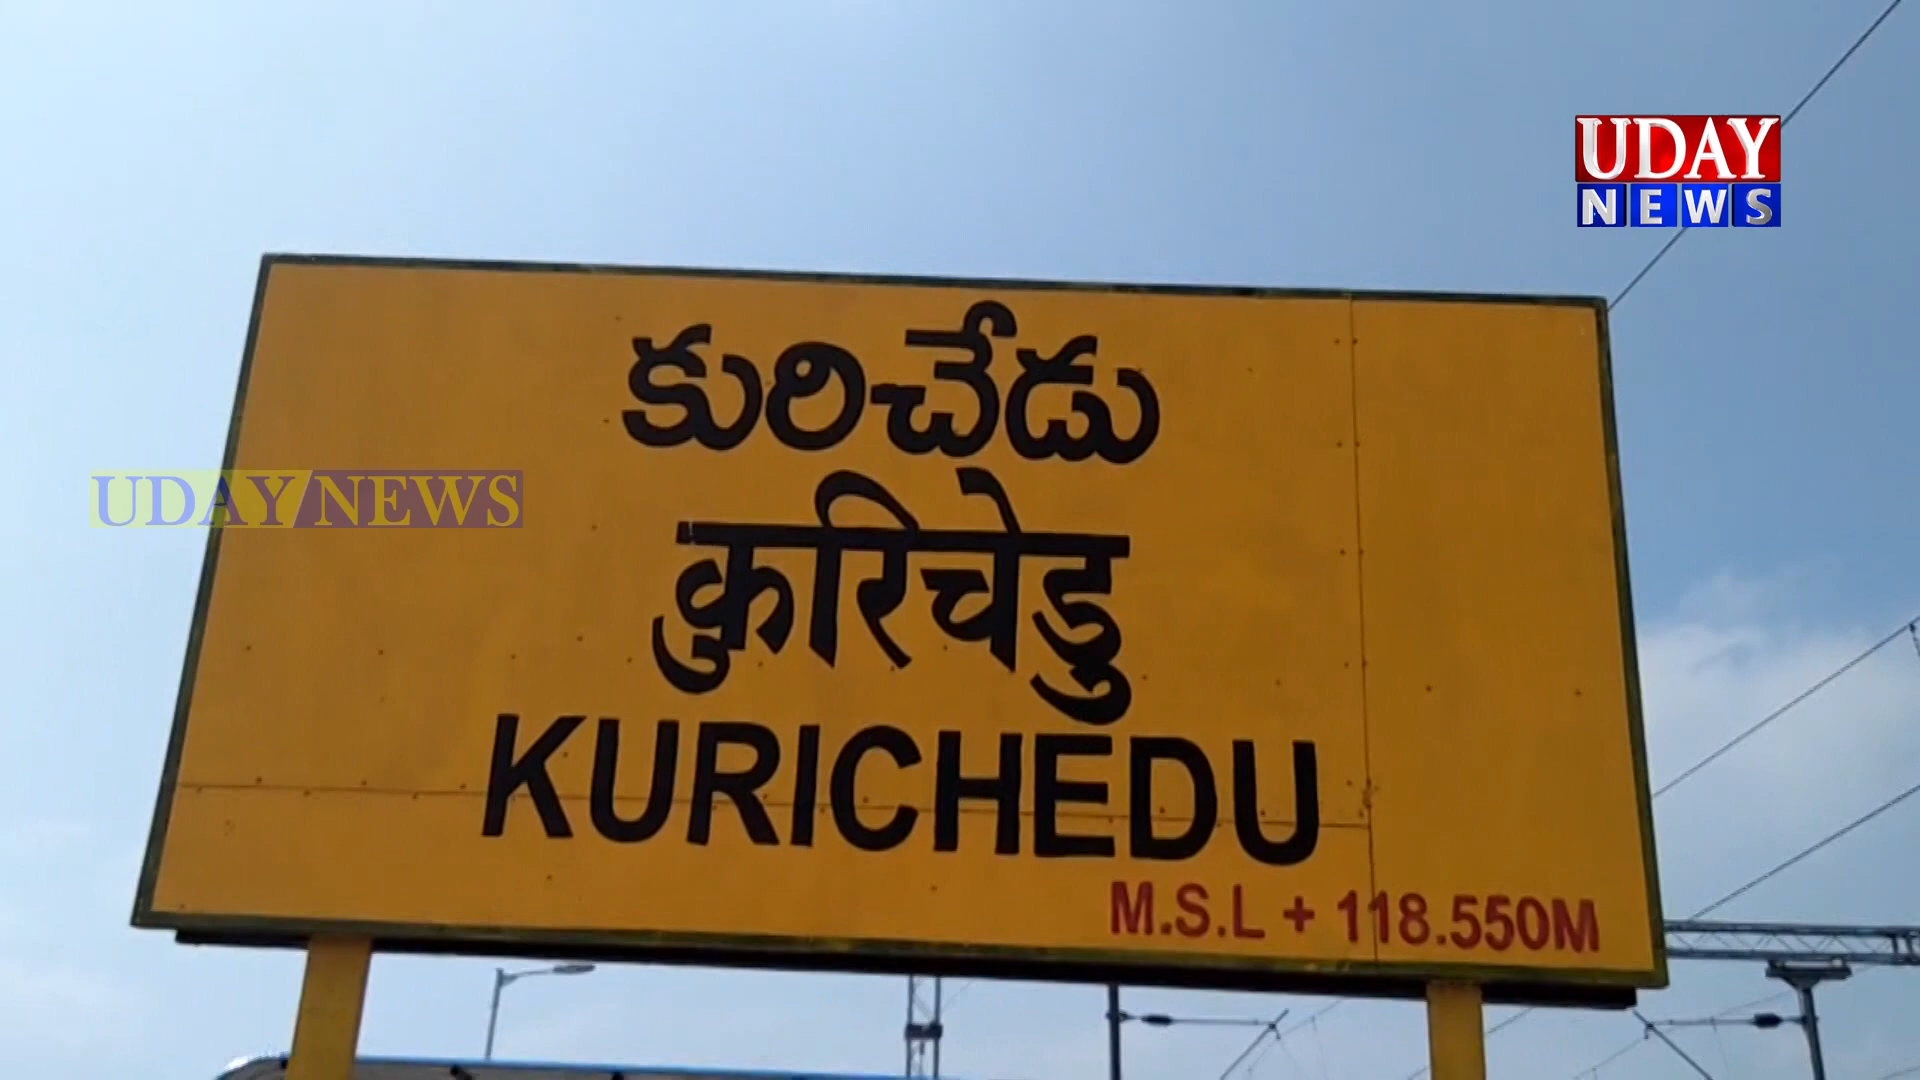 UDAY
NEWS
కురిచేడు
UDAY NEWS
कुरिचेडु
KURICHEDU
M.S.L + 118.550M